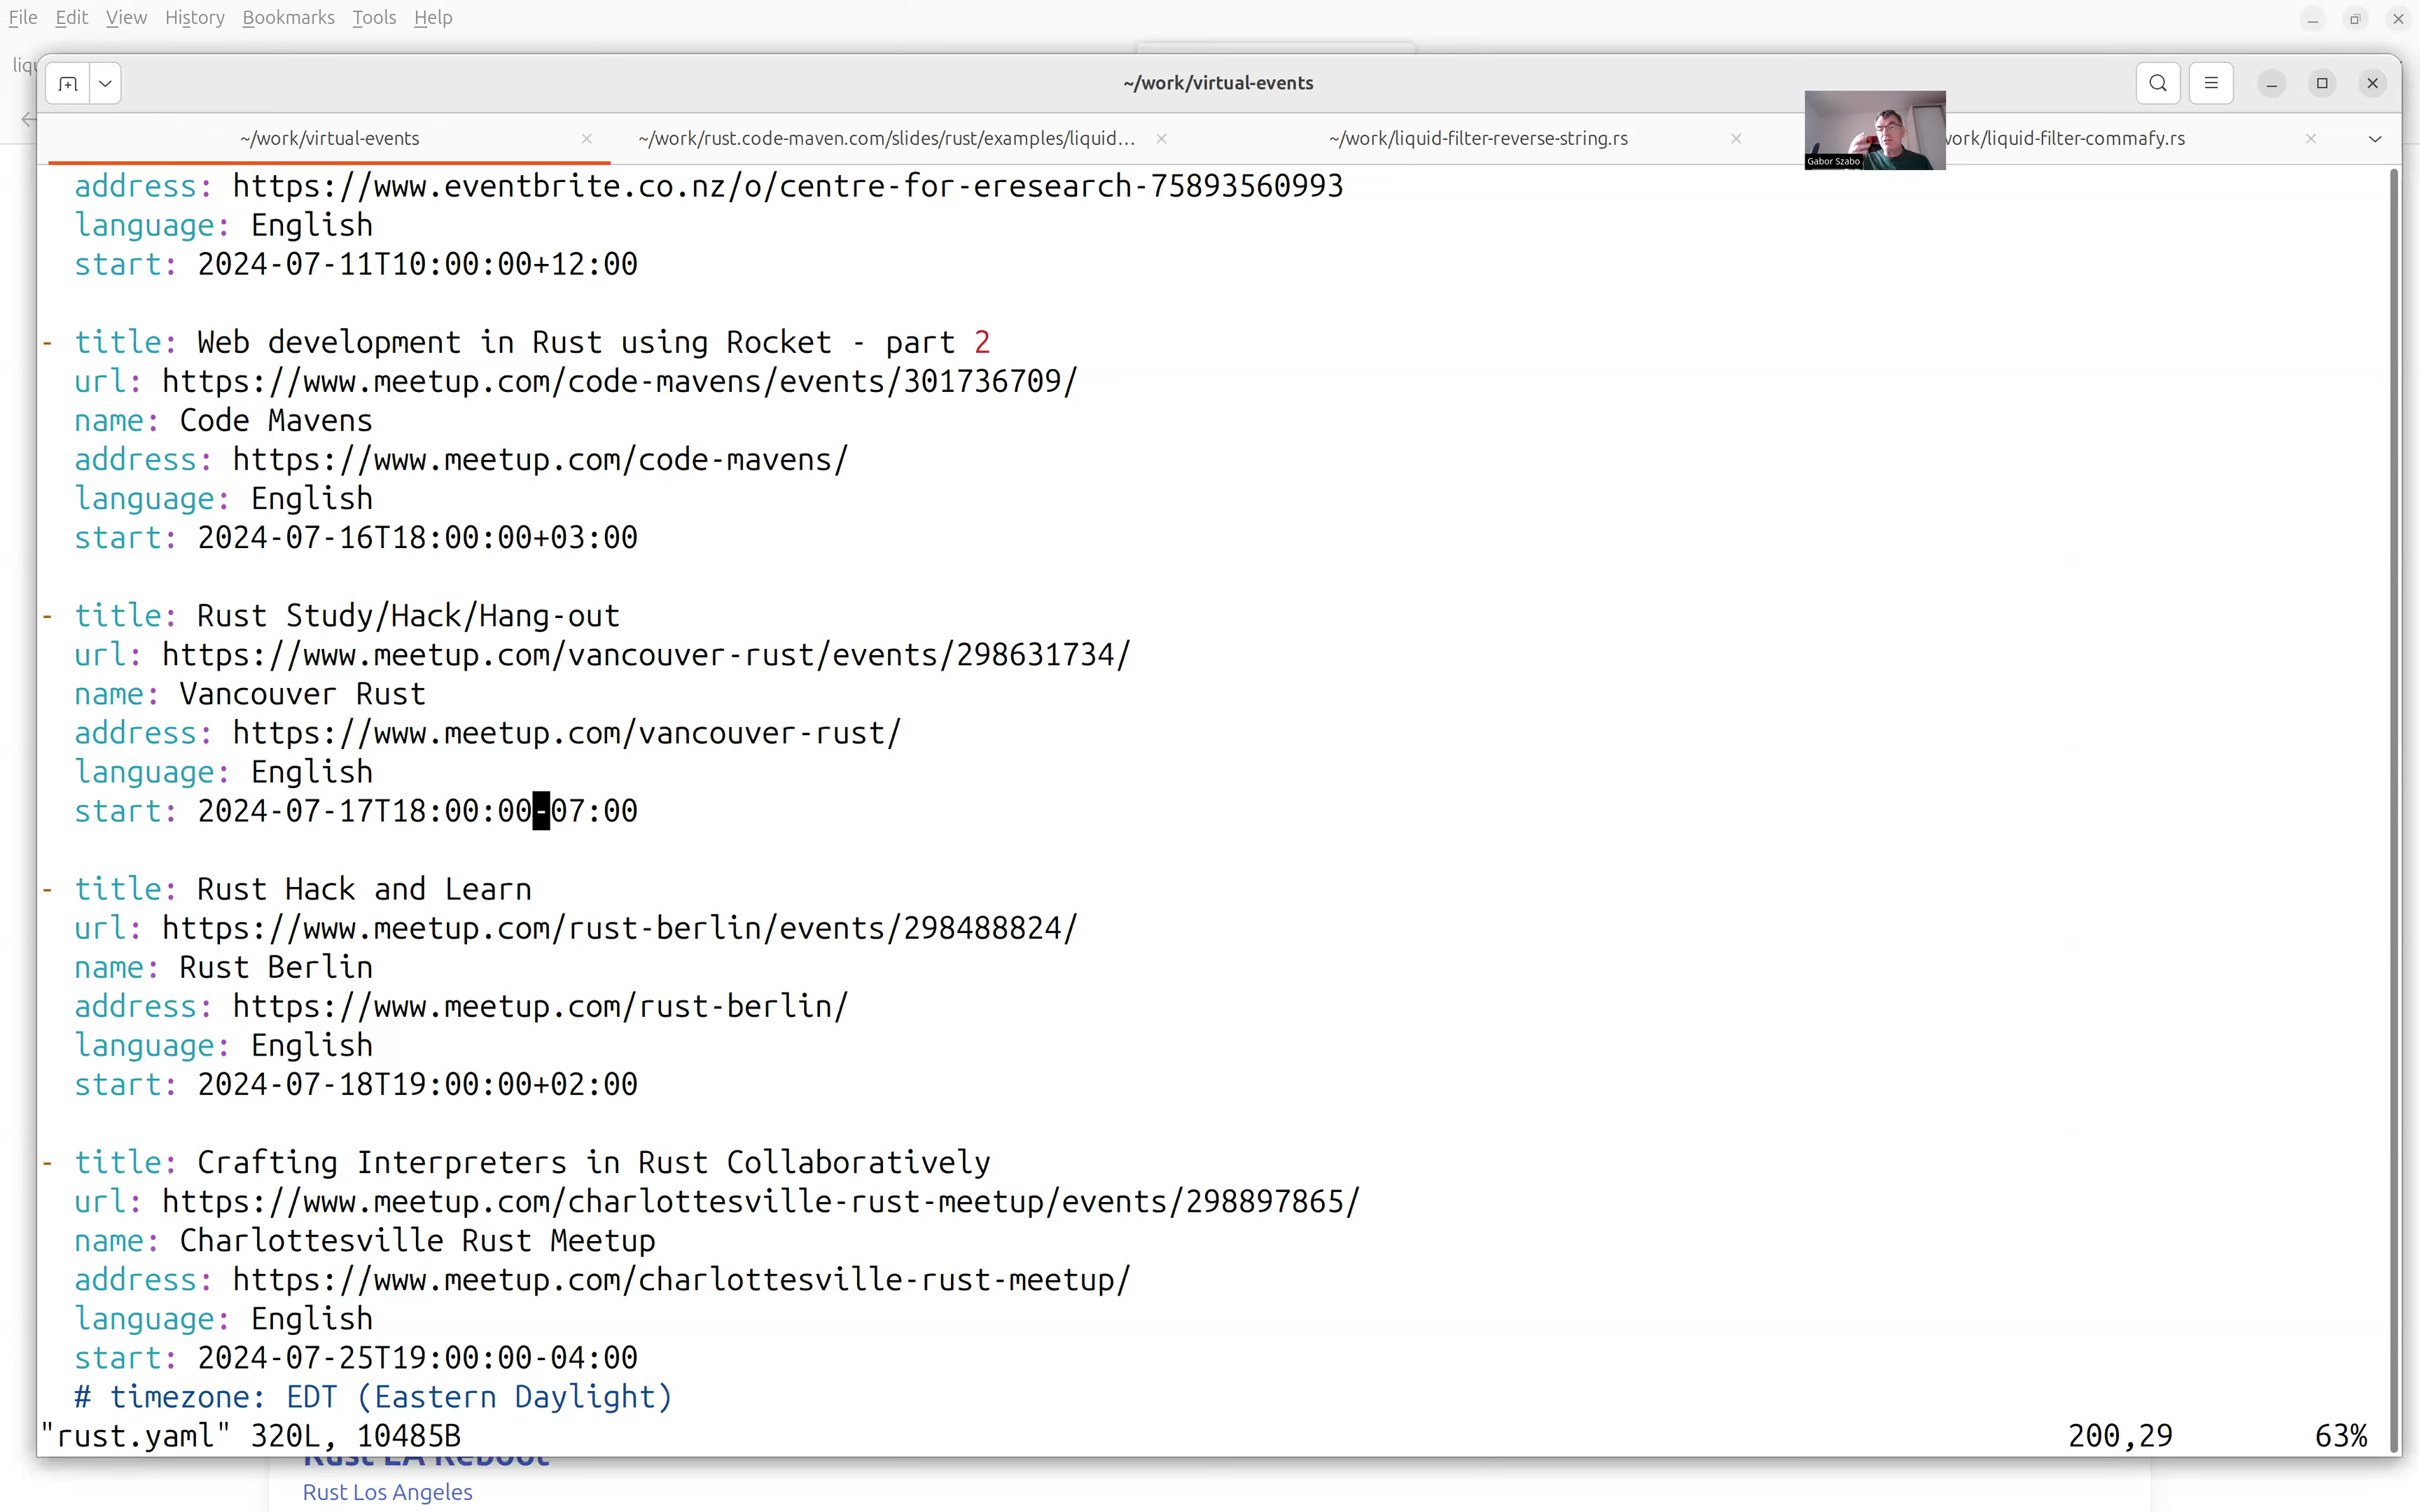 File Edit View History Bookmarks Tools Help
~/work/virtual-events
~/work/virtual-events
~/work/rust.code-maven.com/slides/rust/examples/liquid...
~/work/liquid-filter-reverse-string.rs
work/liquid-filter-commafy.rs
Gabor Szabo
address: https://www.eventbrite.co.nz/o/centre-for-eresearch-75893560993
language: English
start: 2024-07-11T10:00:00+12:00
- title: Web development in Rust using Rocket - part 2
url: https://www.meetup.com/code-mavens/events/301736709/
name: Code Mavens
address: https://www.meetup.com/code-mavens/
language: English
start: 2024-07-16T18:00:00+03:00
- title: Rust Study/Hack/Hang-out
url: https://www.meetup.com/vancouver-rust/events/298631734/
name: Vancouver Rust
address: https://www.meetup.com/vancouver-rust/
language: English
start: 2024-07-17T18:00:00-07:00
- title: Rust Hack and Learn
url: https://www.meetup.com/rust-berlin/events/298488824/
name: Rust Berlin
address: https://www.meetup.com/rust-berlin/
language: English
start: 2024-07-18T19:00:00+02:00
- title: Crafting Interpreters in Rust Collaboratively
url: https://www.meetup.com/charlottesville-rust-meetup/events/298897865/
name: Charlottesville Rust Meetup
address: https://www.meetup.com/charlottesville-rust-meetup/
language: English
start: 2024-07-25T19:00:00-04:00
# timezone: EDT (Eastern Daylight)
"rust.yaml" 320L, 10485B 200,29 63%
Rust LA Reboot
Rust Los Angeles